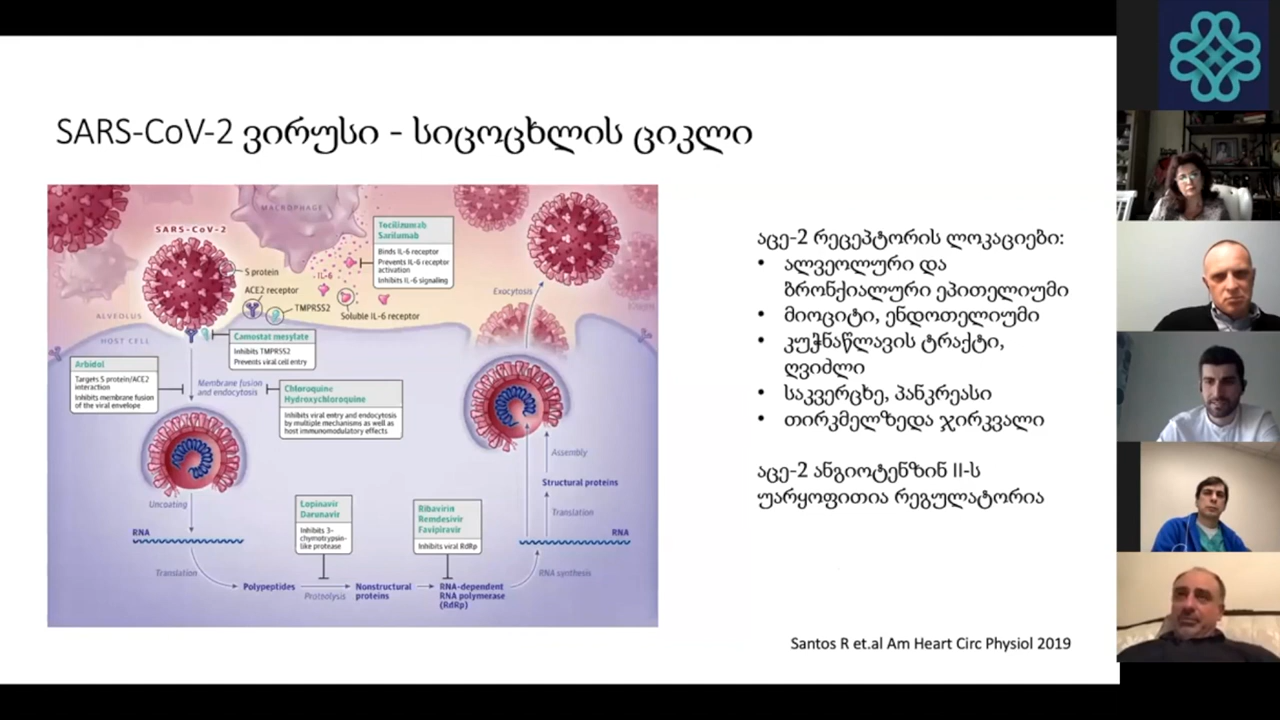 SARS-CoV-2 ვირუსი - სიცოცხლის ციკლი
MACROPHAGE
SARS-CoV-2
Tocilizumab
Sarilumab
Binds IL-6 receptor
Prevents IL-6 receptor
activation
Inhibits IL-6 signaling
S protein
IL-6
ACE2 receptor
TMPRSS2
Soluble IL-6 receptor
Exocytosis
ALVEOLUS
HOST CELL
Camostat mesylate
Inhibits TMPRSS2
Prevents viral cell entry
Arbidol
Targets S protein/ACE2
interaction
Inhibits membrane fusion
of the viral envelope
Membrane fusion
and endocytosis
Chloroquine
Hydroxychloroquine
Inhibits viral entry and endocytosis
by multiple mechanisms as well as
host immunomodulatory effects
Assembly
Uncoating
Structural proteins
Lopinavir
Darunavir
Inhibits 3-
chymotrypsin-
like protease
Ribavirin
Remdesivir
Favipiravir
Inhibits viral RdRp
Translation
RNA
RNA
Translation
RNA synthesis
Polypeptides
Proteolysis
Nonstructural
proteins
RNA-dependent
RNA polymerase
(RdRp)
აცე-2 რეცეპტორის ლოკაციები:
• ალვეოლური და
ბრონქიალური ეპითელიუმი
• მიოციტი, ენდოთელიუმი
• კუჭნაწლავის ტრაქტი,
ღვიძლი
• საკვერცხე, პანკრეასი
• თირკმელზედა ჯირკვალი
აცე-2 ანგიოტენზინ II-ს
უარყოფითია რეგულატორია
Santos R et.al Am Heart Circ Physiol 2019